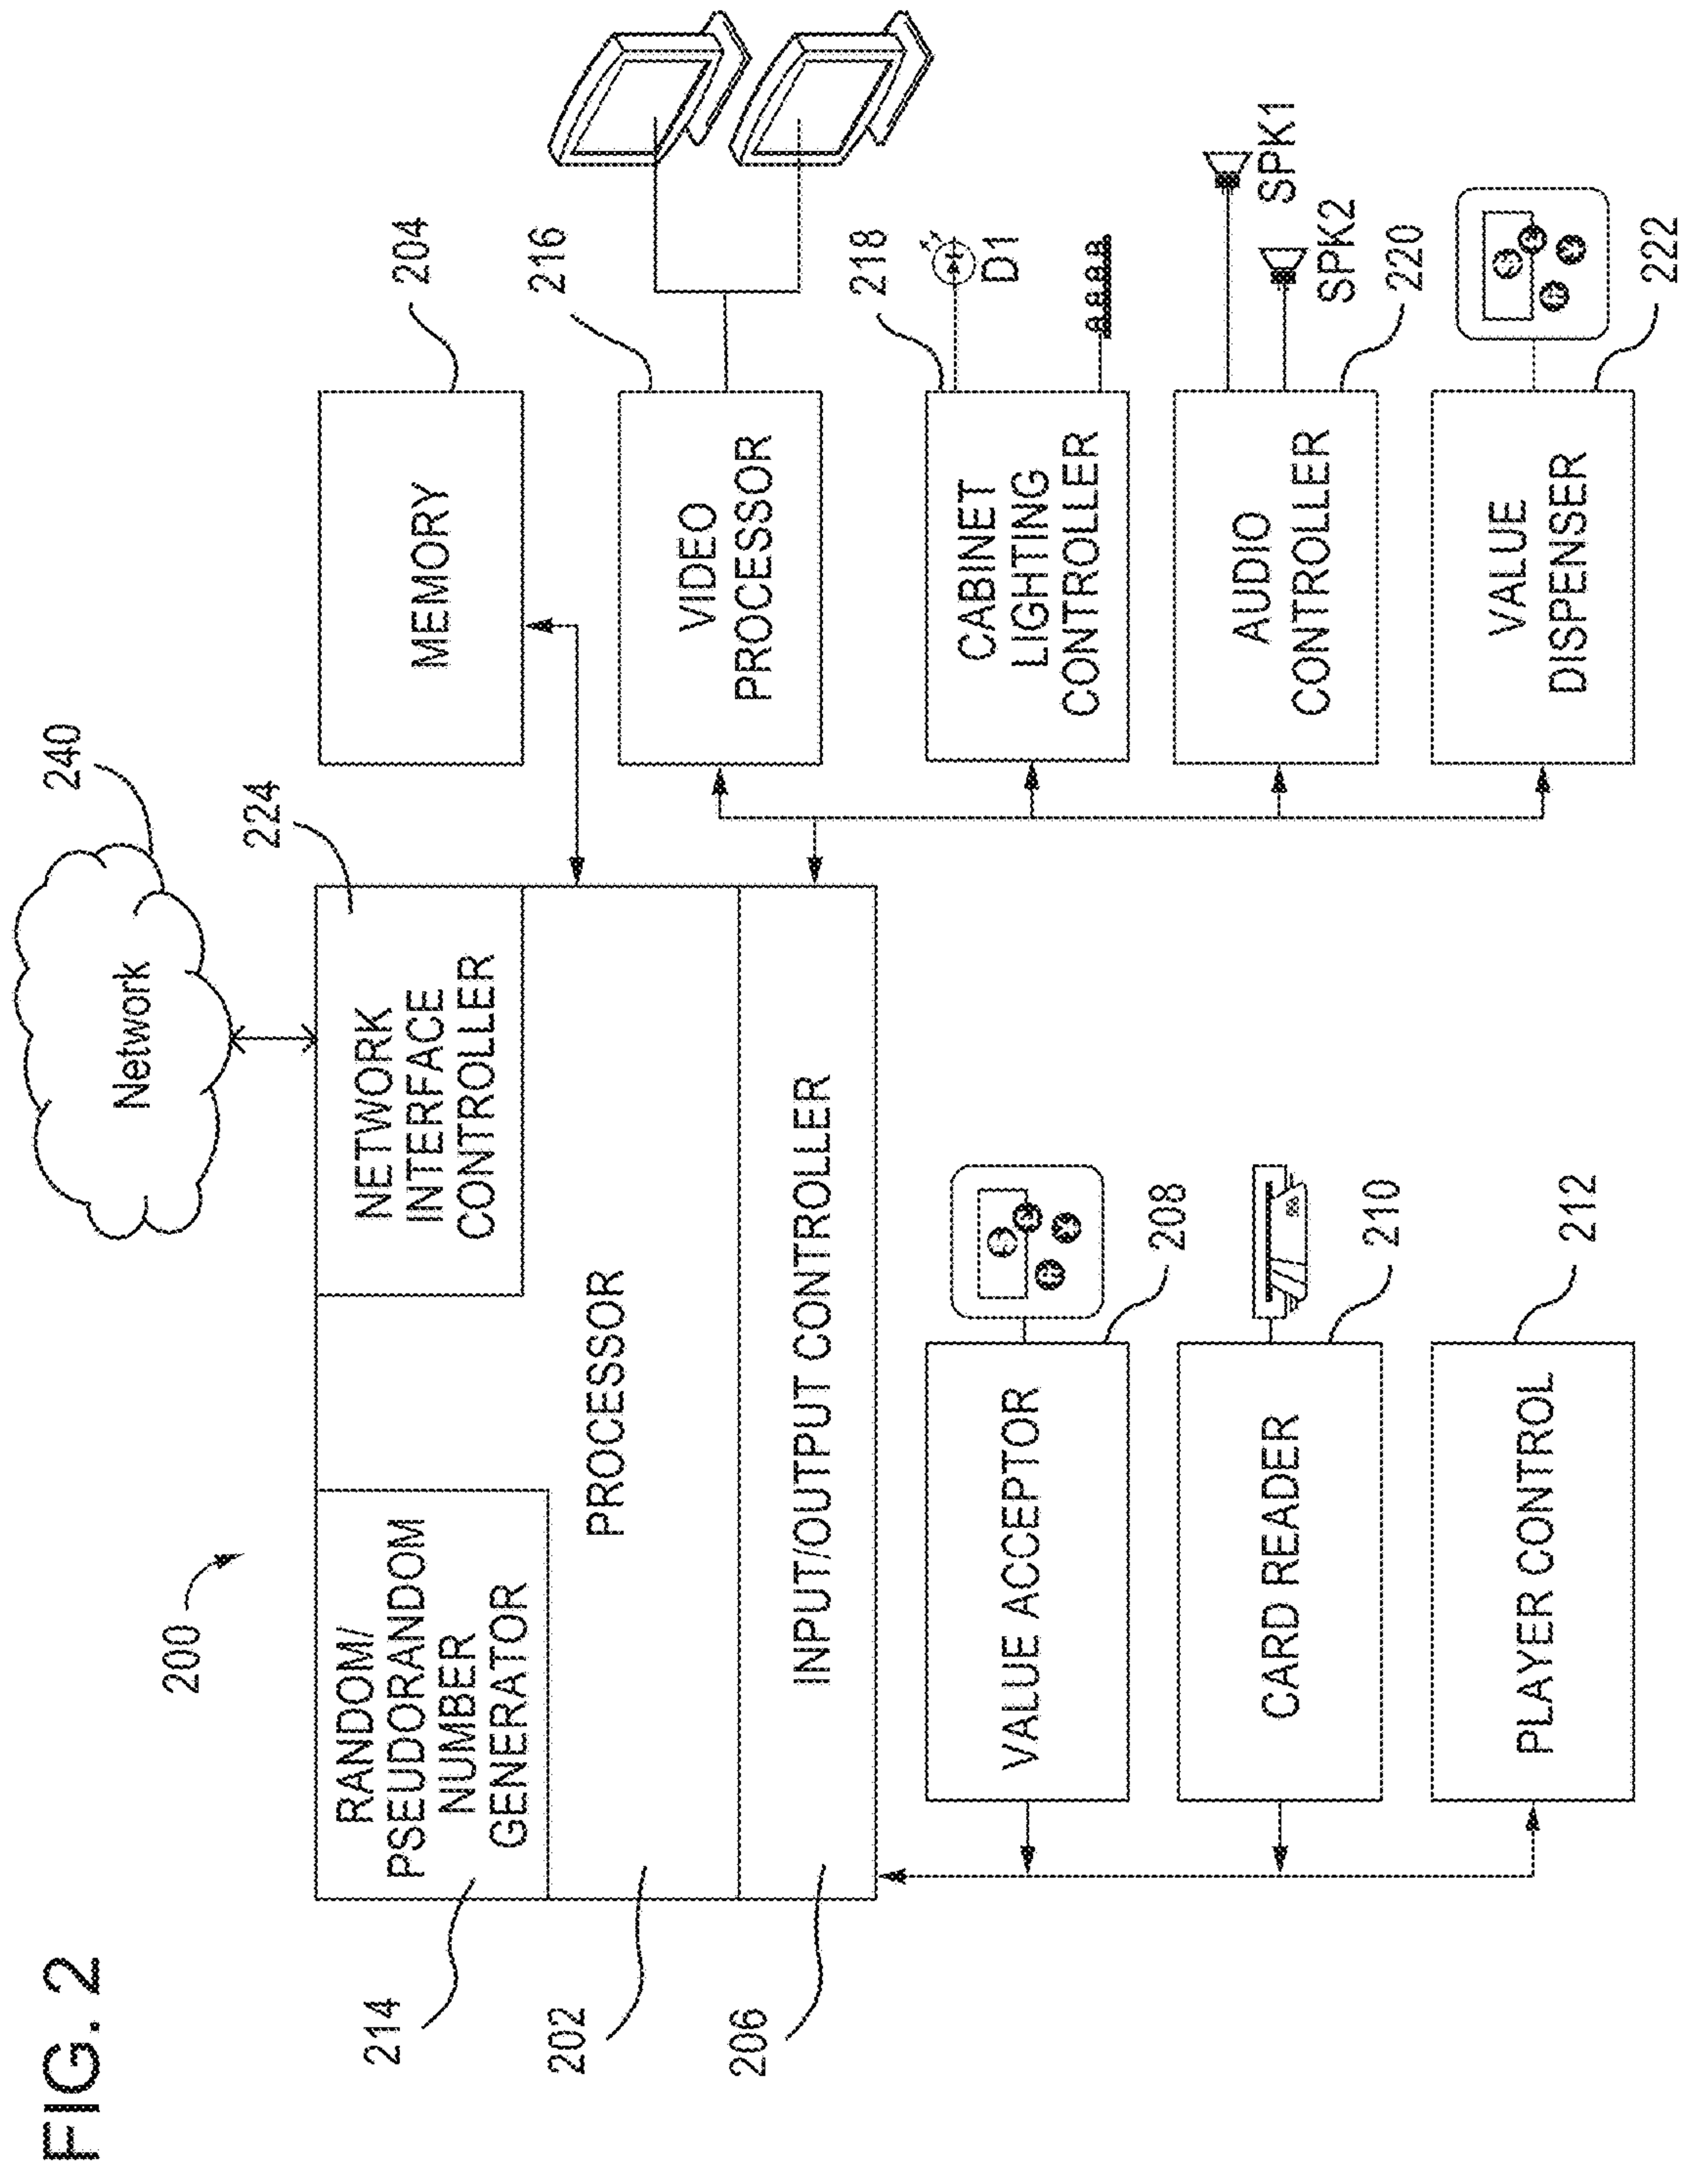 FIG. 2
200
Network
240
214
RANDOM/
PSEUDORANDOM
NUMBER
GENERATOR
NETWORK
INTERFACE
CONTROLLER
224
202
PROCESSOR
206
INPUT/OUTPUT CONTROLLER
MEMORY
204
VIDEO
PROCESSOR
216
VALUE ACCEPTOR
208
CARD READER
210
PLAYER CONTROL
212
CABINET
LIGHTING
CONTROLLER
218
D1
AUDIO
CONTROLLER
SPK1
SPK2
220
VALUE
DISPENSER
222